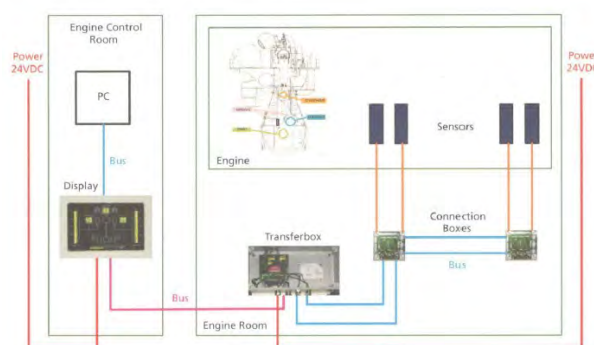 Engine Control
Room
Power
24VDC
PC
Bus
Display
Engine
Sensors
Power
24VDC
Transferbox
Connection
Boxes
Bus
Bus
Engine Room